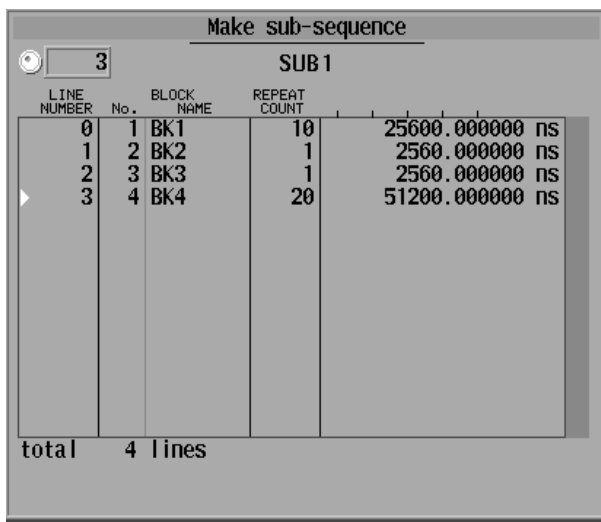 Make sub-sequence
3 SUB1
LINE NUMBER No. BLOCK NAME REPEAT COUNT
0 1 BK1 10 25600.000000 ns
1 2 BK2 1 2560.000000 ns
2 3 BK3 1 2560.000000 ns
3 4 BK4 20 51200.000000 ns
total 4 lines